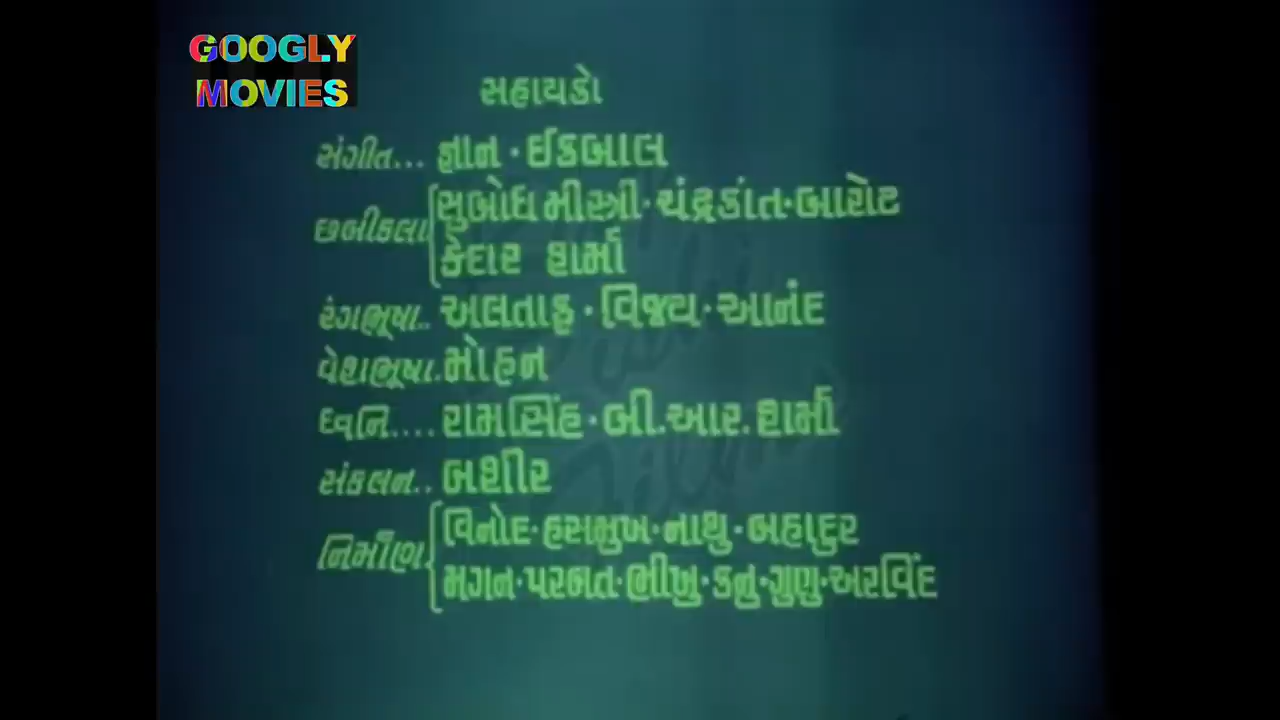 GOOGLY
MOVIES
સહાયકો
સંગીત... જ્ઞાન · ઈકબાલ
છબીકલા સુબોધ મીસ્ત્રી · ચંદ્રકાંત · બારોટ
કેદાર શર્મા
રંગભૂષા.. અલતાફ · વિજય · આનંદ
વેશભૂષા. મોહન
ધ્વનિ.... રામસિંહ · બી.આર. શર્મા
સંકલન.. બશીર
નિર્માણ વિનોદ · હસમુખ · નાથુ · બહાદુર
મગન · પરબત · ભીખુ · કનુ · ગુણુ · અરવિંદ